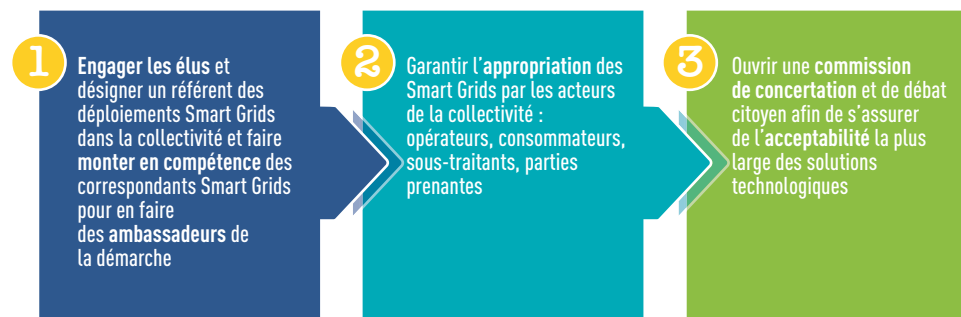 1
Engager les élus et
désigner un référent des
déploiements Smart Grids
dans la collectivité et faire
monter en compétence des
correspondants Smart Grids
pour en faire
des ambassadeurs de
la démarche
2
Garantir l'appropriation des
Smart Grids par les acteurs
de la collectivité :
opérateurs, consommateurs,
sous-traitants, parties
prenantes
3
Ouvrir une commission
de concertation et de débat
citoyen afin de s'assurer
de l'acceptabilité la plus
large des solutions
technologiques